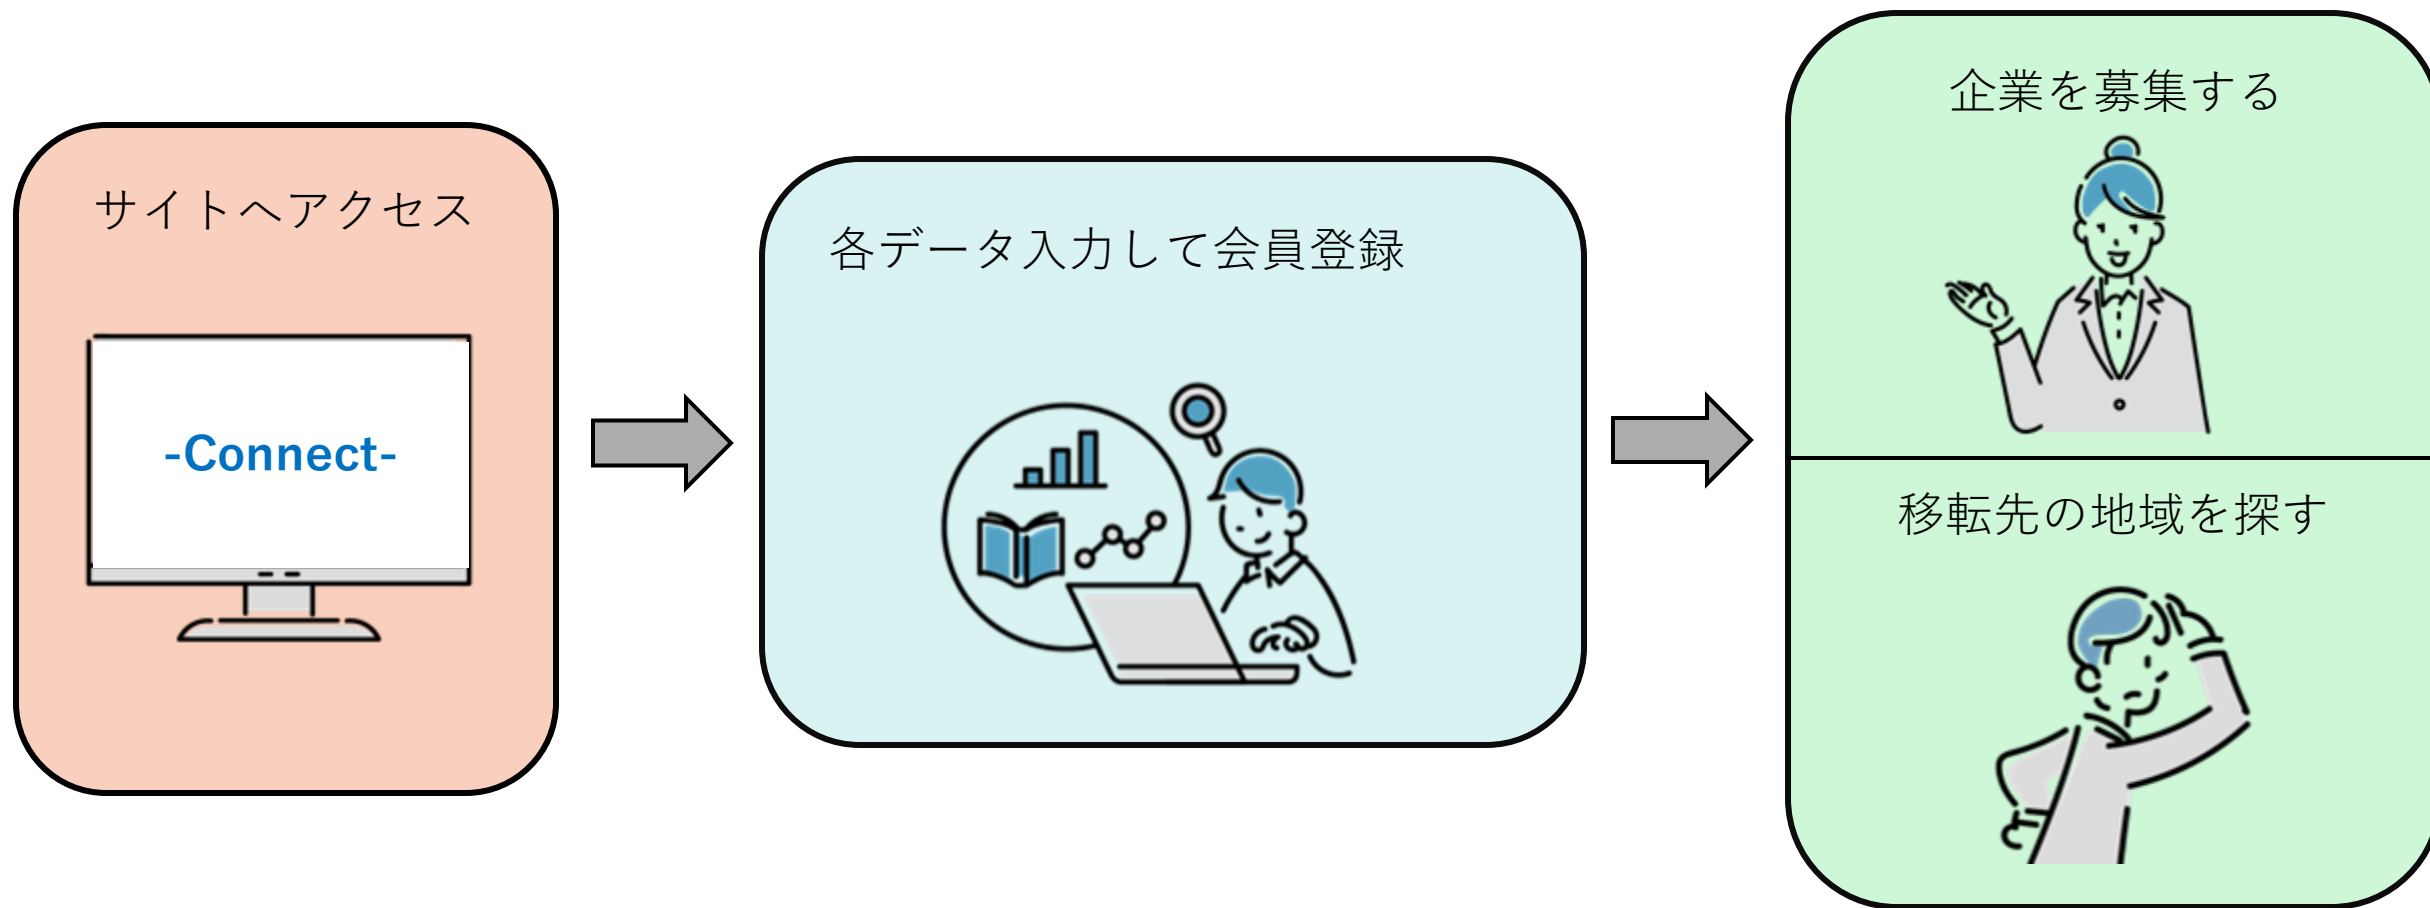 サイトへアクセス
-Connect-
各データ入力して会員登録
企業を募集する
移転先の地域を探す